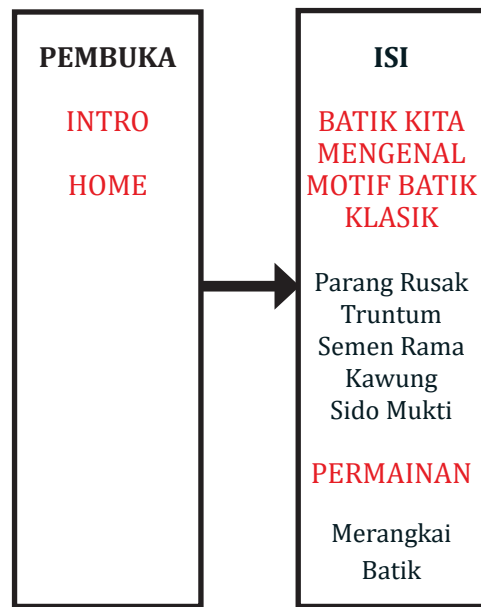 PEMBUKA
INTRO
HOME
ISI
BATIK KITA
MENGENAL
MOTIF BATIK
KLASIK
Parang Rusak
Truntum
Semen Rama
Kawung
Sido Mukti
PERMAINAN
Merangkai
Batik